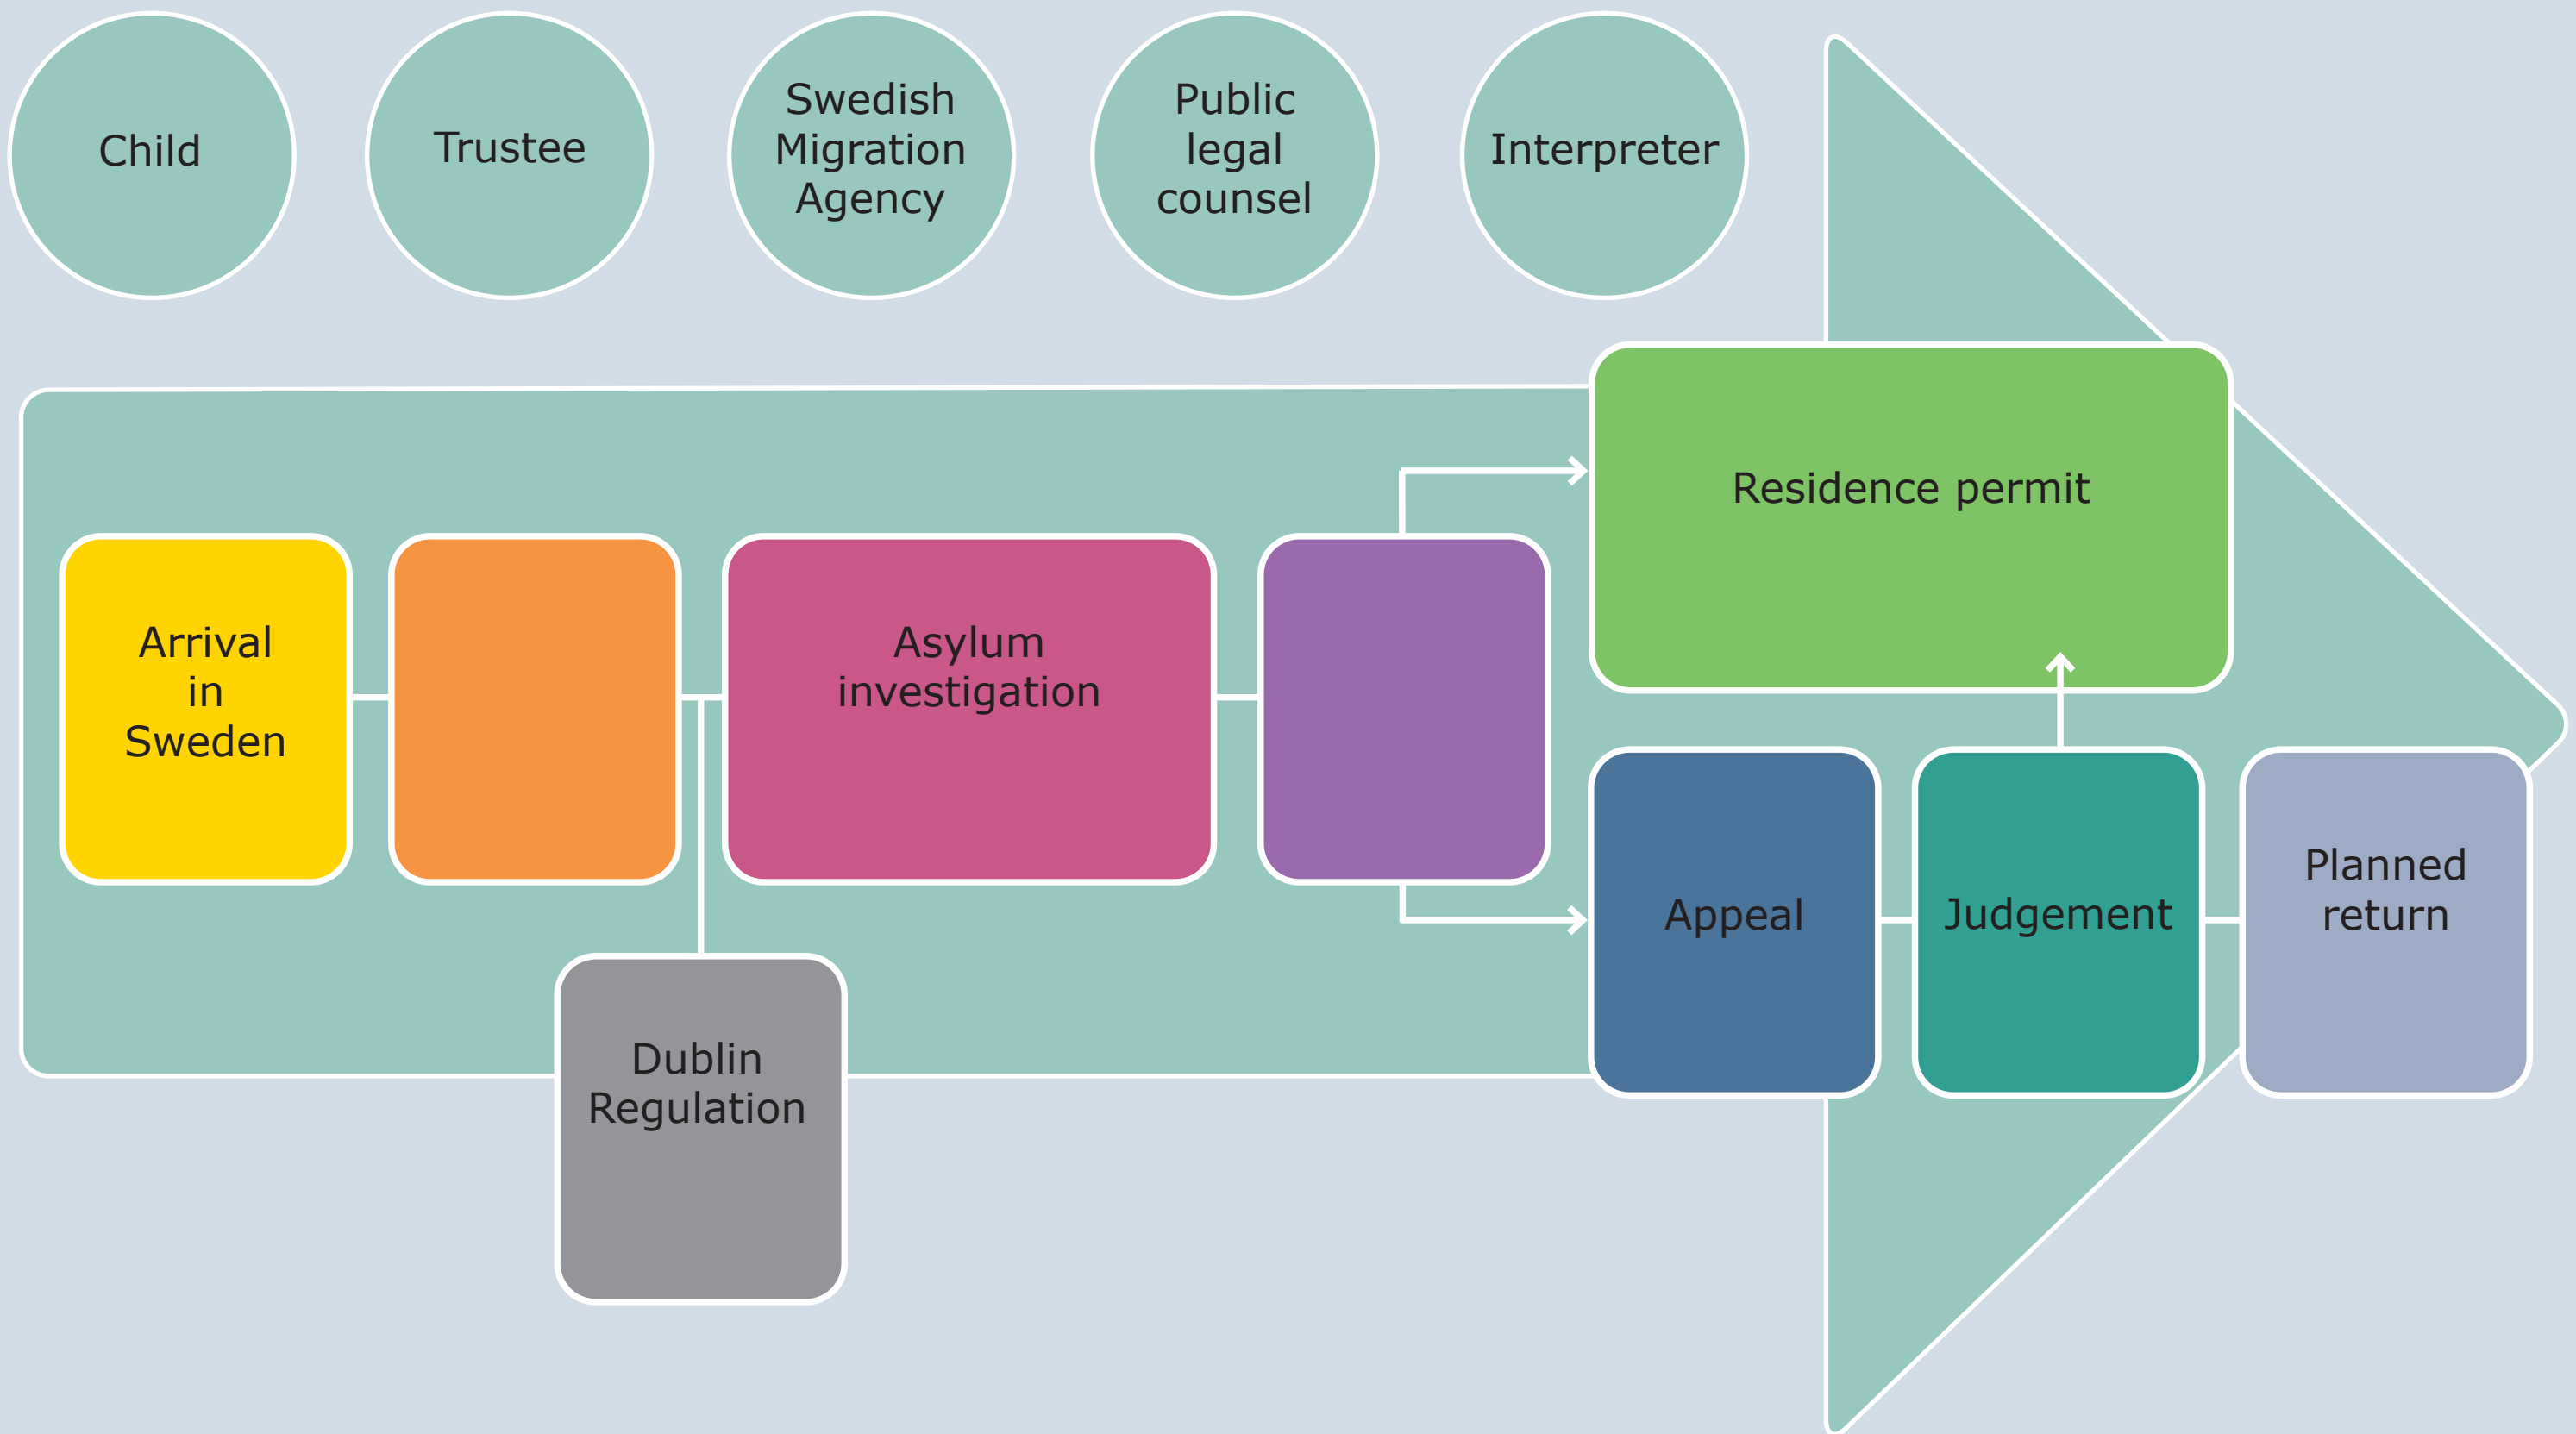 Child
Trustee
Swedish
Migration
Agency
Public
legal
counsel
Interpreter
Residence permit
Arrival
in
Sweden
Asylum
investigation
Appeal
Judgement
Planned
return
Dublin
Regulation